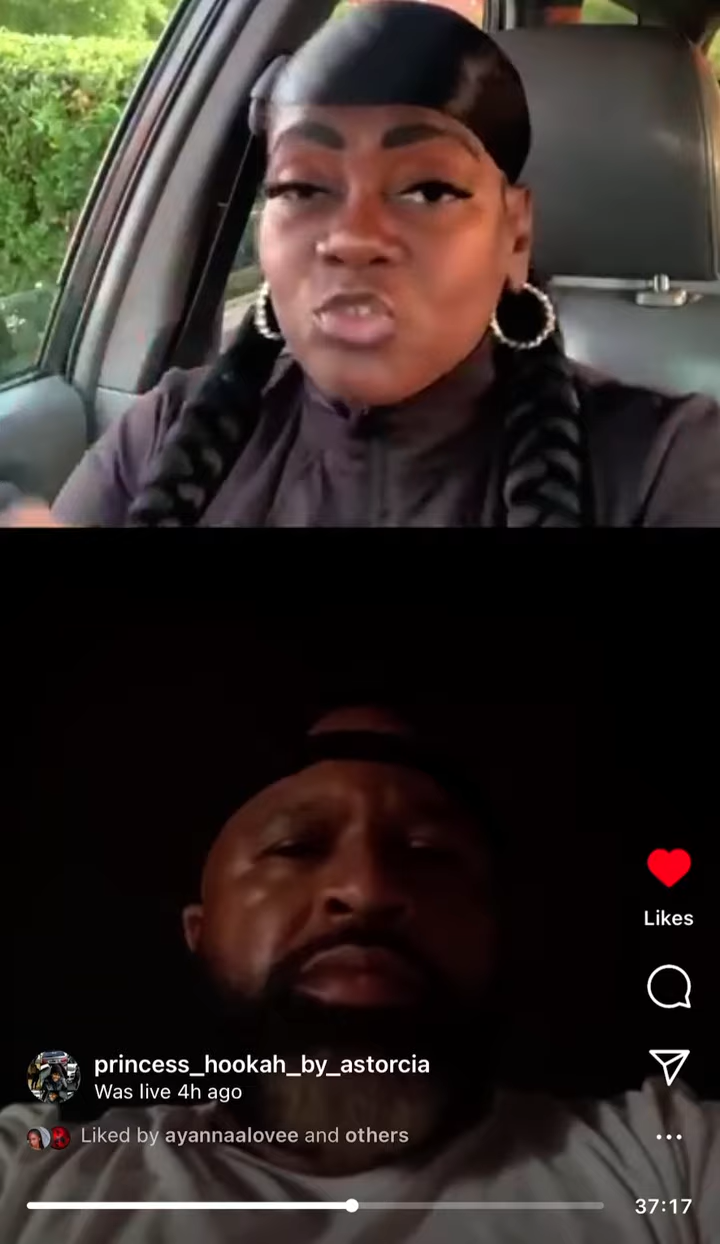 Likes
princess_hookah_by_astorcia
Was live 4h ago
Liked by ayannaalovee and others
37:17